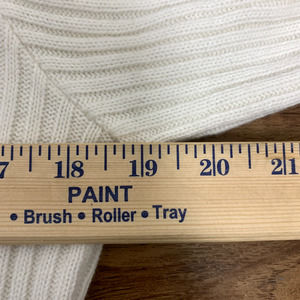 7 18 19 20 21
PAINT
• Brush • Roller • Tray